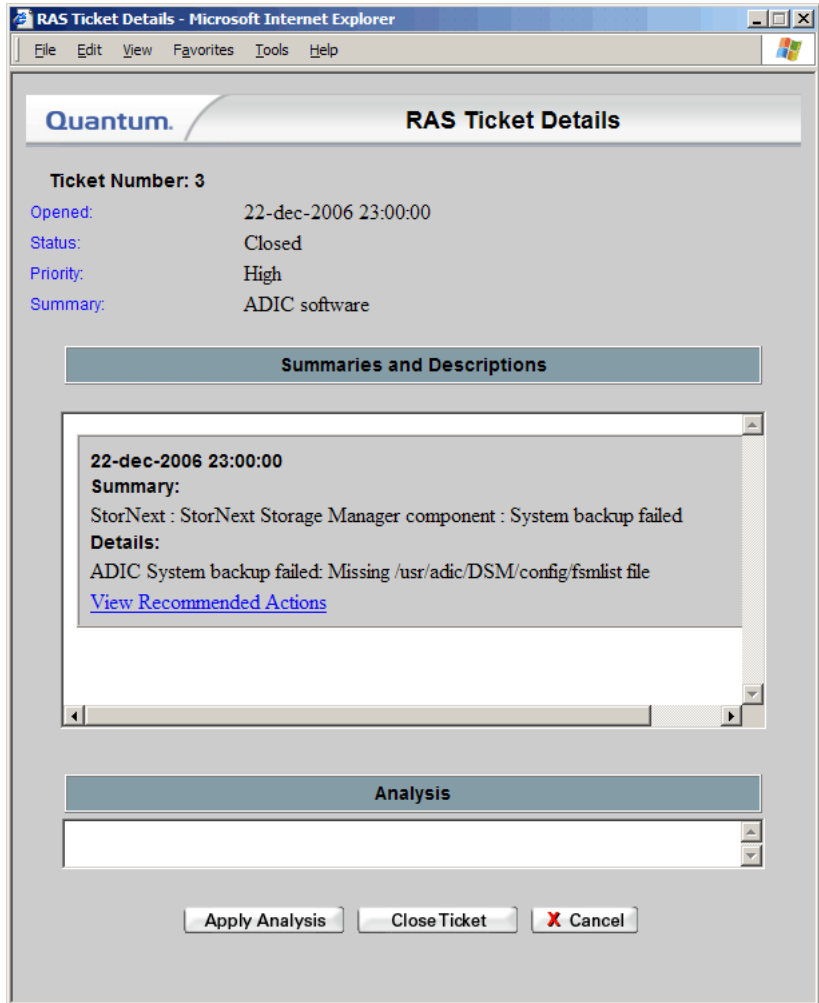 RAS Ticket Details - Microsoft Internet Explorer
File Edit View Favorites Tools Help
Quantum. RAS Ticket Details
Ticket Number: 3
Opened: 22-dec-2006 23:00:00
Status: Closed
Priority: High
Summary: ADIC software
Summaries and Descriptions
22-dec-2006 23:00:00
Summary:
StorNext : StorNext Storage Manager component : System backup failed
Details:
ADIC System backup failed: Missing /usr/adic/DSM/config/fsmlist file
View Recommended Actions
Analysis
Apply Analysis Close Ticket X Cancel